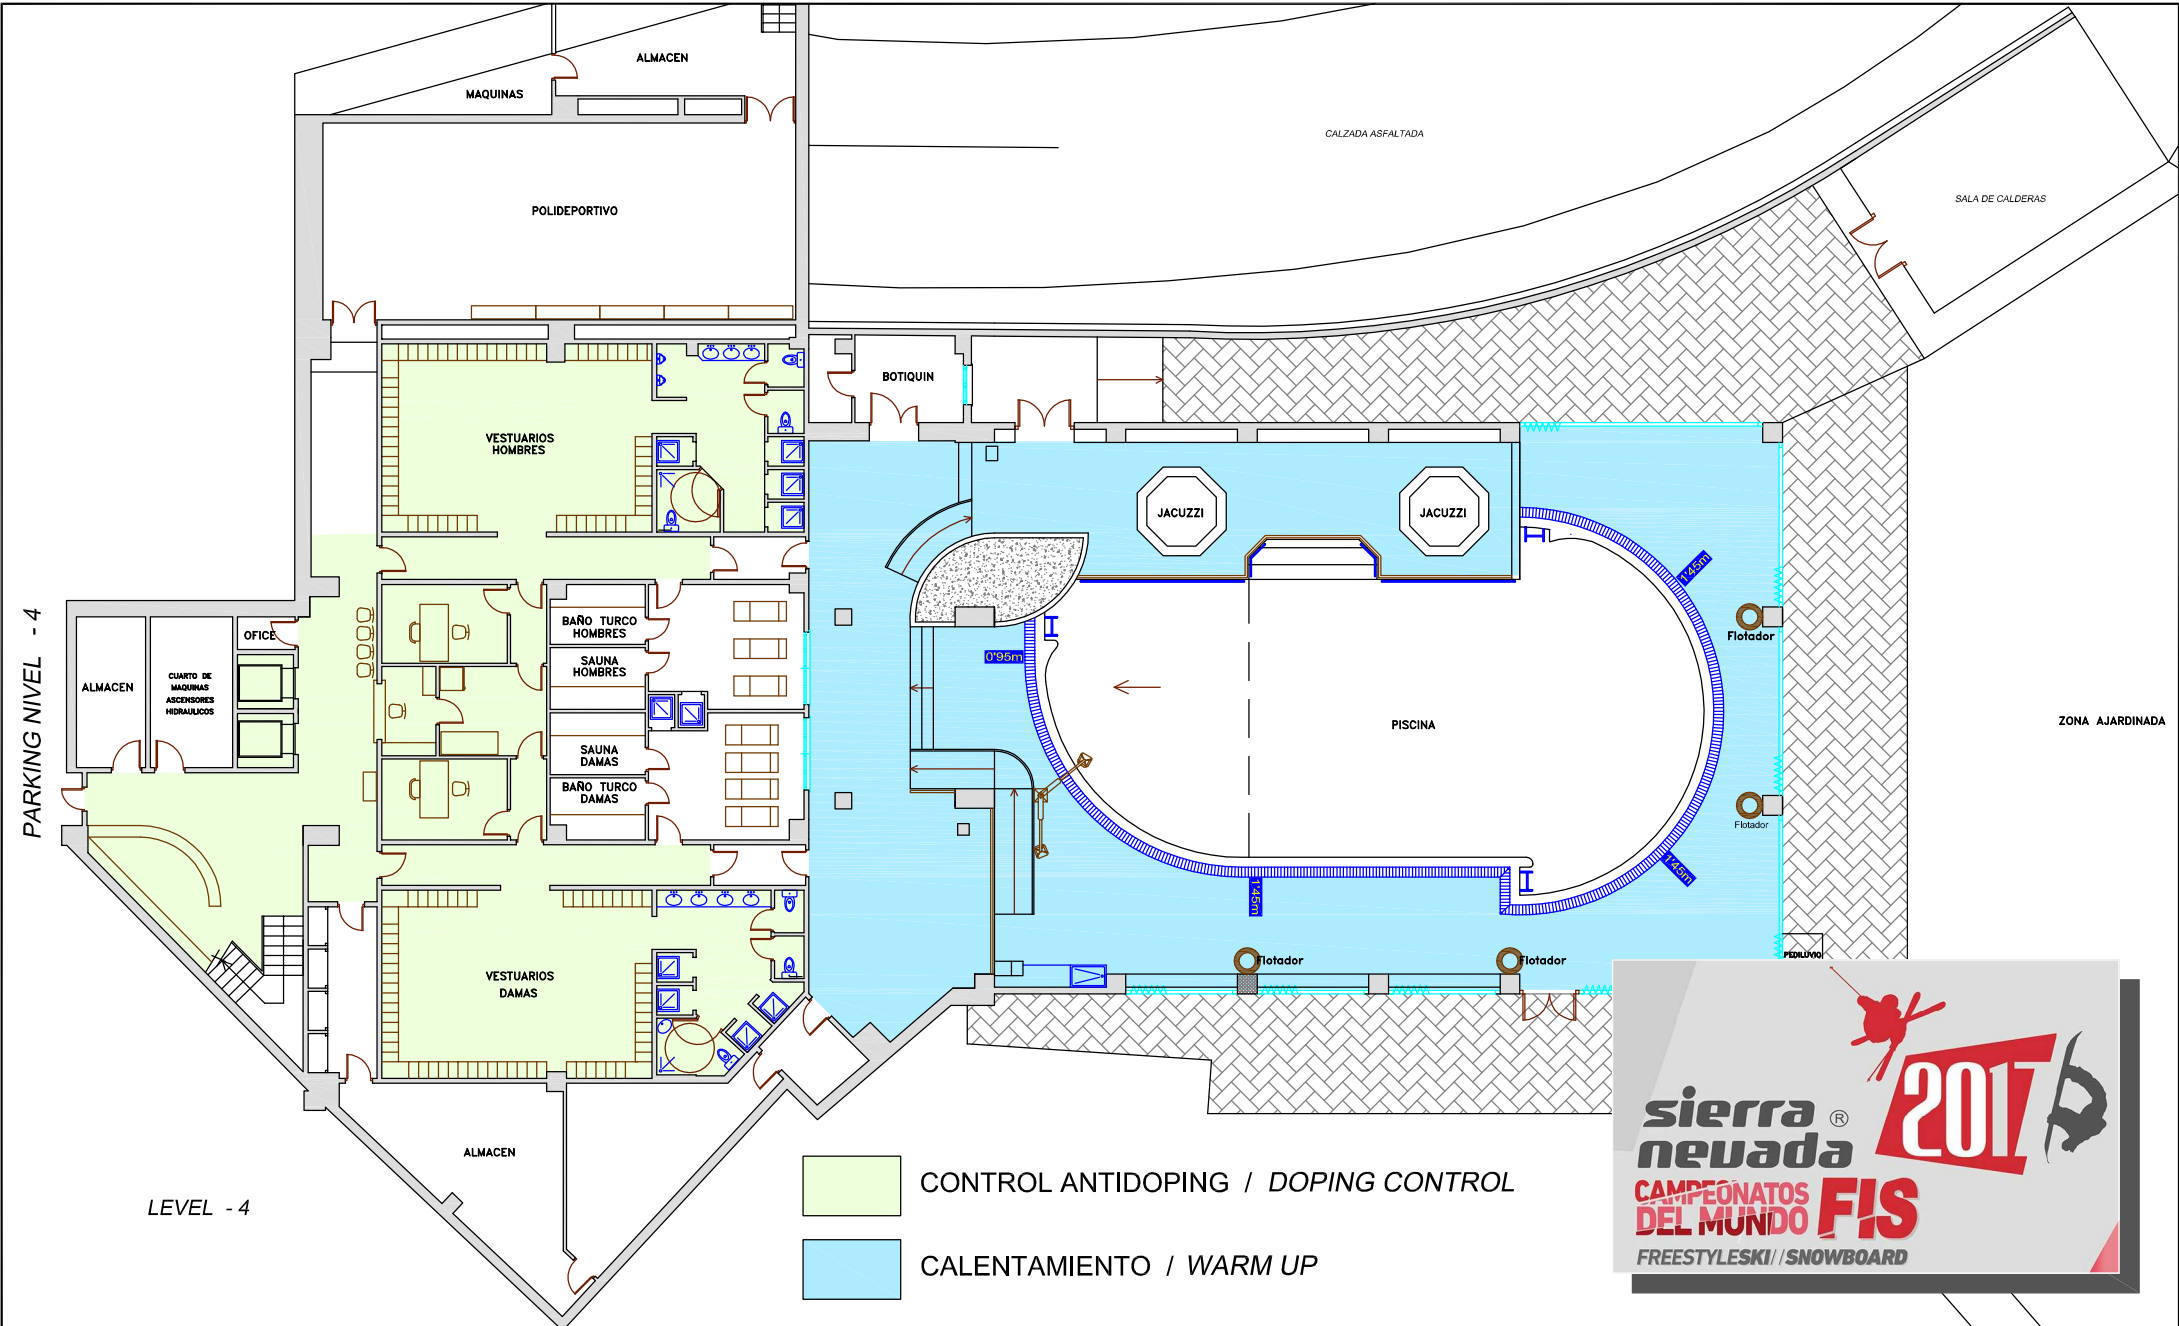 ALMACEN
MAQUINAS
CALZADA ASFALTADA
SALA DE CALDERAS
POLIDEPORTIVO
BOTIQUIN
VESTUARIOS
HOMBRES
JACUZZI
JACUZZI
1'45m
BAÑO TURCO
HOMBRES
OFICE
Flotador
0'95m
SAUNA
HOMBRES
ALMACEN
CUARTO DE
MAQUINAS
ASCENSORES
HIDRAULICOS
PARKING NIVEL - 4
PISCINA
ZONA AJARDINADA
SAUNA
DAMAS
BAÑO TURCO
DAMAS
Flotador
1'45m
1'45m
VESTUARIOS
DAMAS
Flotador
Flotador
PEDILUVIO
ALMACEN
LEVEL - 4
CONTROL ANTIDOPING / DOPING CONTROL
CALENTAMIENTO / WARM UP
2017
sierra ®
nevada
CAMPEONATOS
DEL MUNDO
FIS
FREESTYLESKI//SNOWBOARD